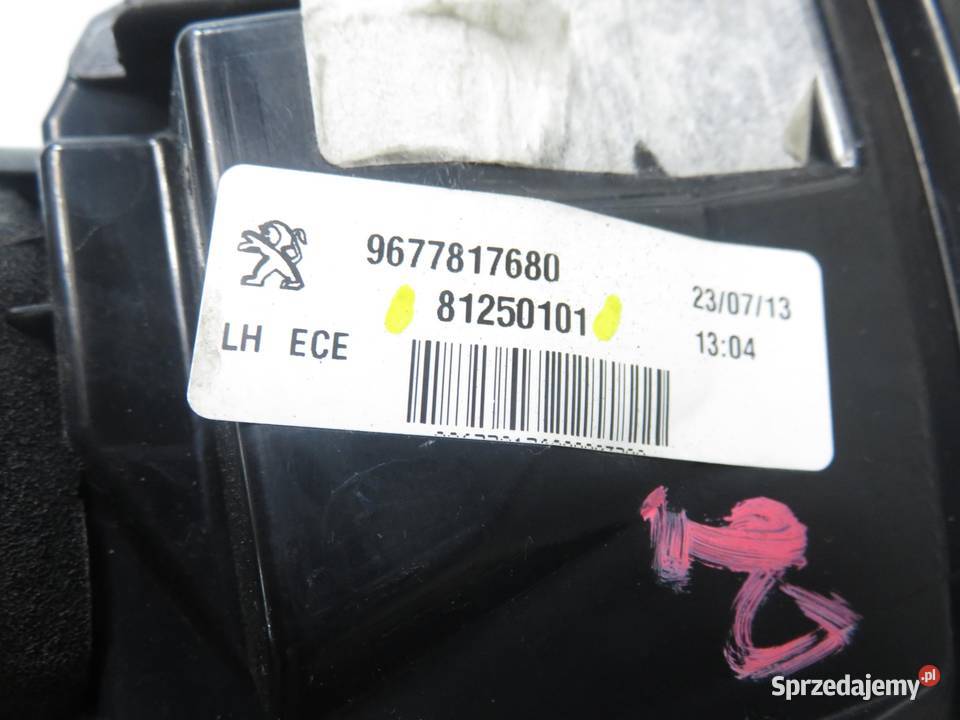 9677817680
81250101
LH ECE
23/07/13
13:04
Sprzedajemy.pl